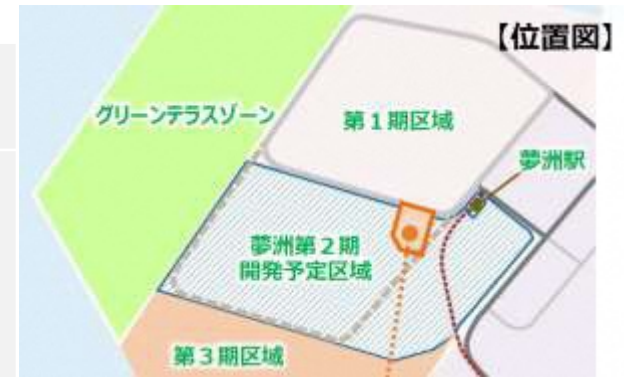 【位置図】
グリーンテラスゾーン
第1期区域
夢洲駅
夢洲第2期
開発予定区域
第3期区域